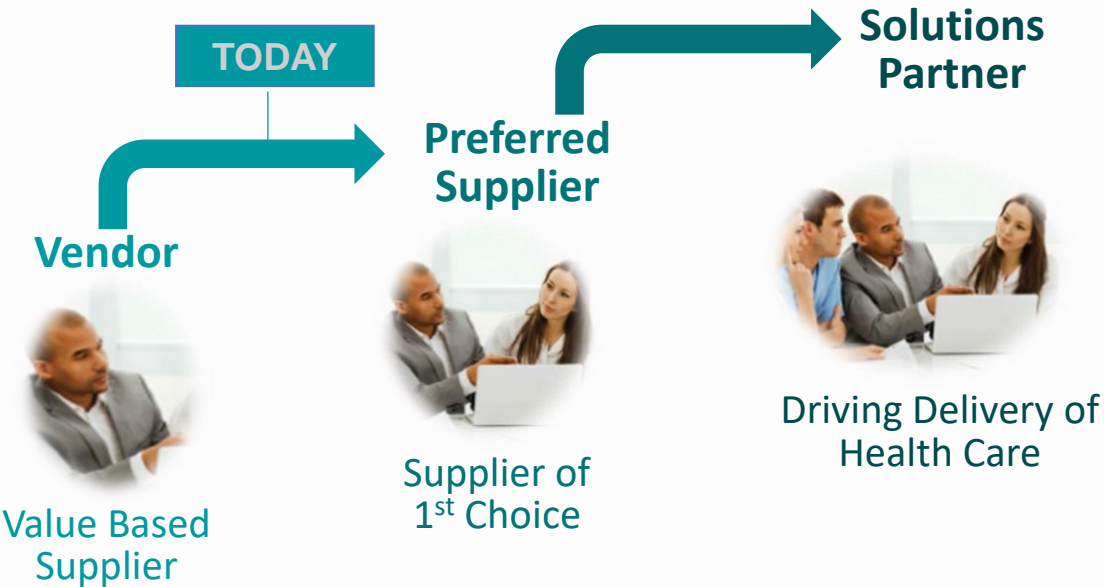 TODAY
Solutions
Partner
Preferred
Supplier
Vendor
Driving Delivery of
Health Care
Supplier of
1st Choice
Value Based
Supplier